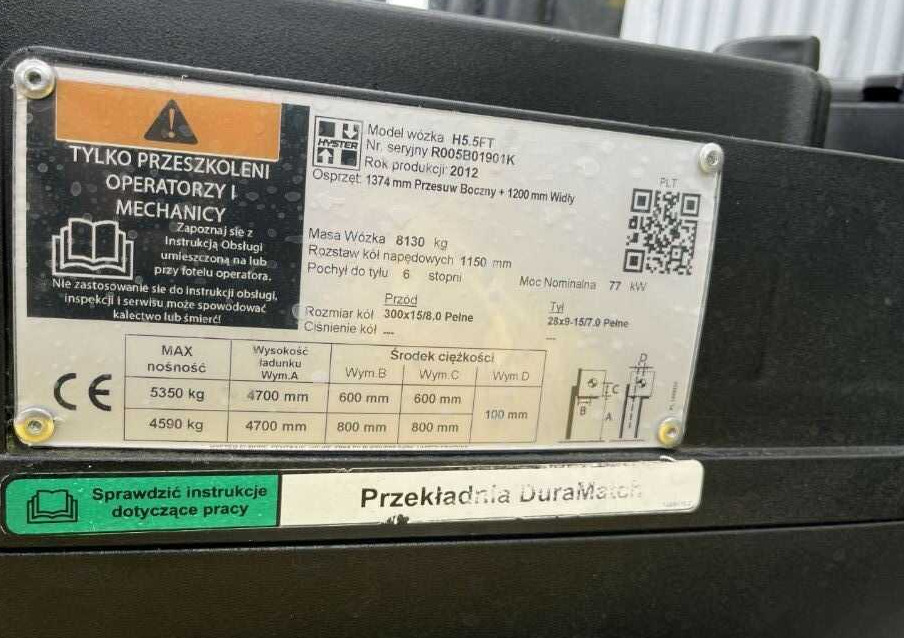 TYLKO PRZESZKOLENI
OPERATORZY I
MECHANICY
Zapoznaj się z
Instrukcją Obsługi
umieszczoną na lub
przy fotelu operatora.
Nie zastosowanie sie do instrukcji obsługi,
inspekcji i serwisu może spowodować
kalectwo lub śmierć!
HYSTER
Model wózka H5.5FT
Nr. seryjny R005B01901K
Rok produkcji 2012
Osprzęt: 1374 mm Przesuw Boczny + 1200 mm Widły
PLT
Masa Wózka 8130 kg
Rozstaw kół napędowych 1150 mm
Pochył do tyłu 6 stopni
Moc Nominalna 77 kW
Przód Tył
Rozmiar kół 300x15/8,0 Pełne 28x9-15/7.0 Pełne
Ciśnienie kół --- ---
MAX nośność Wysokość ładunku Wym.A Środek ciężkości
Wym.B Wym.C Wym.D
5350 kg 4700 mm 600 mm 600 mm 100 mm
4590 kg 4700 mm 800 mm 800 mm
D
C
B A
CE
Sprawdzić instrukcje
dotyczące pracy
Przekładnia DuraMatch